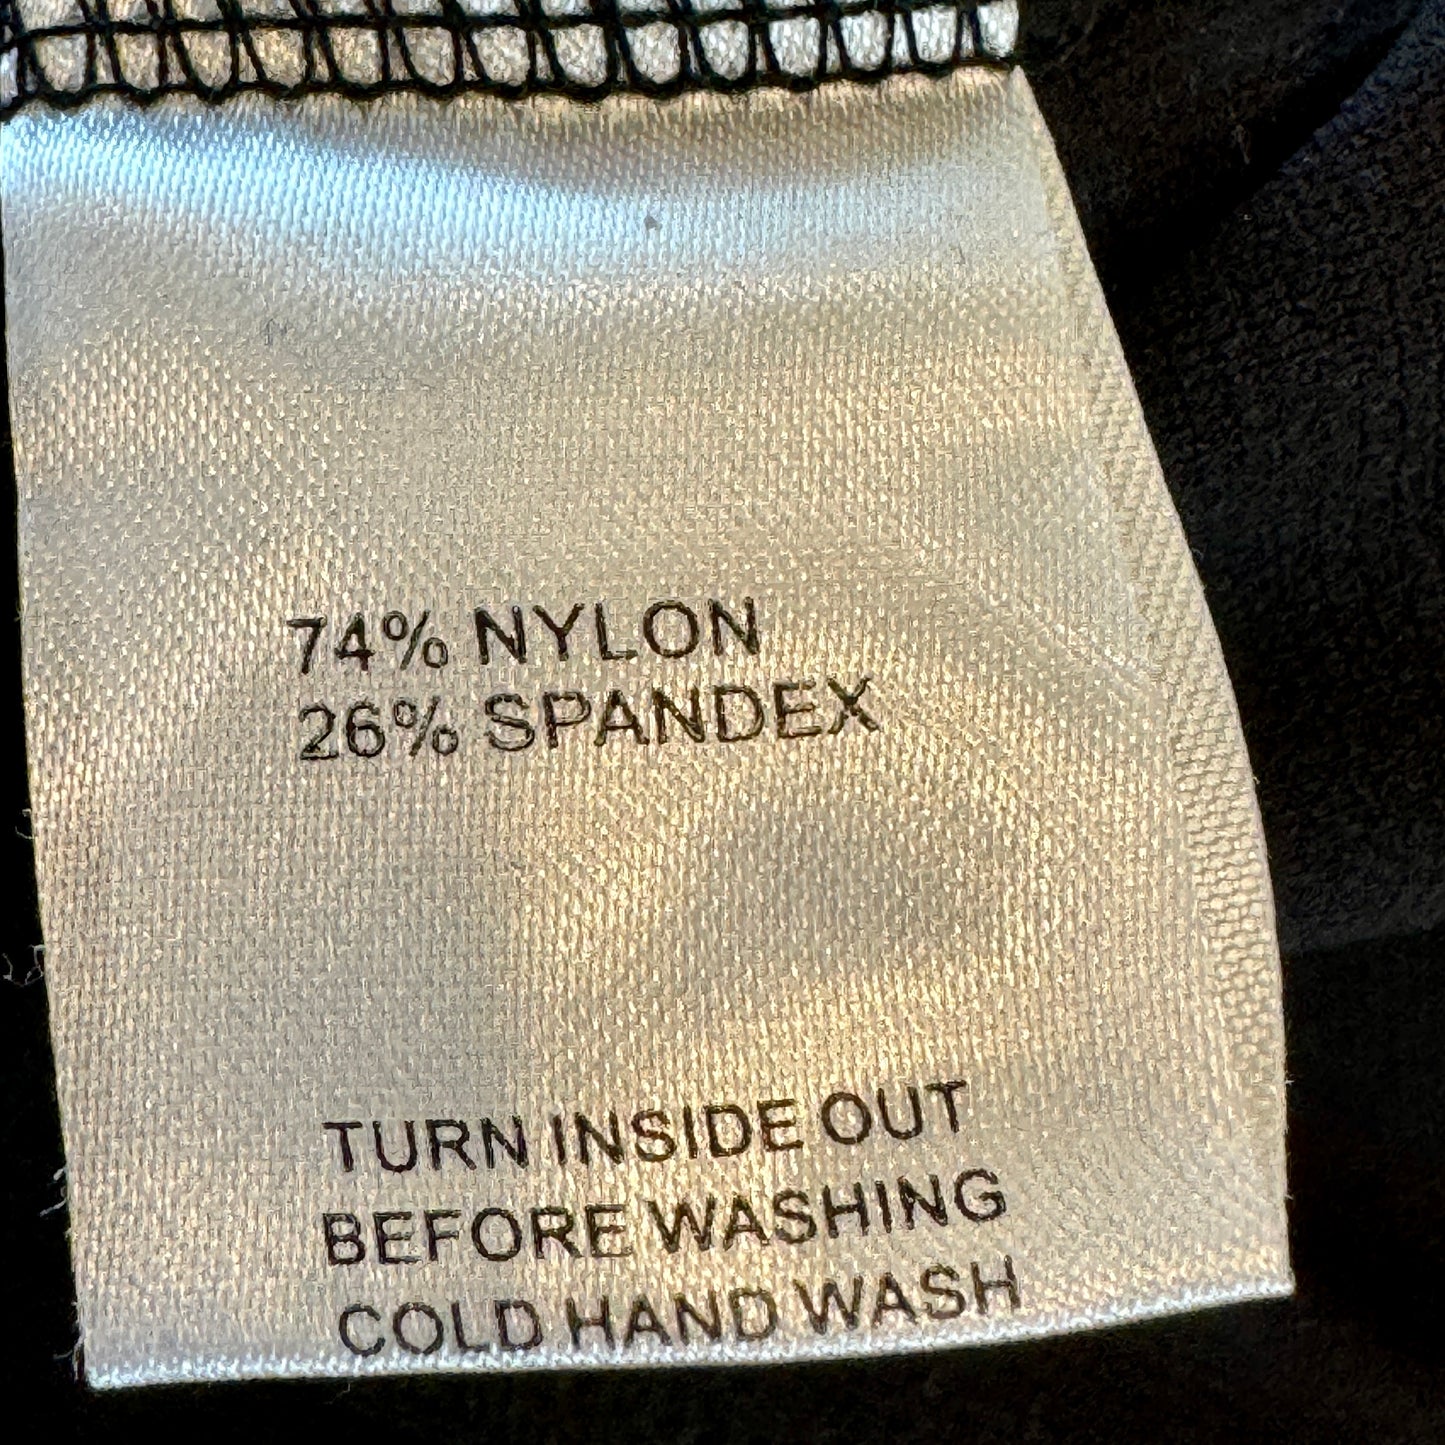 74% NYLON
26% SPANDEX
TURN INSIDE OUT
BEFORE WASHING
COLD HAND WASH